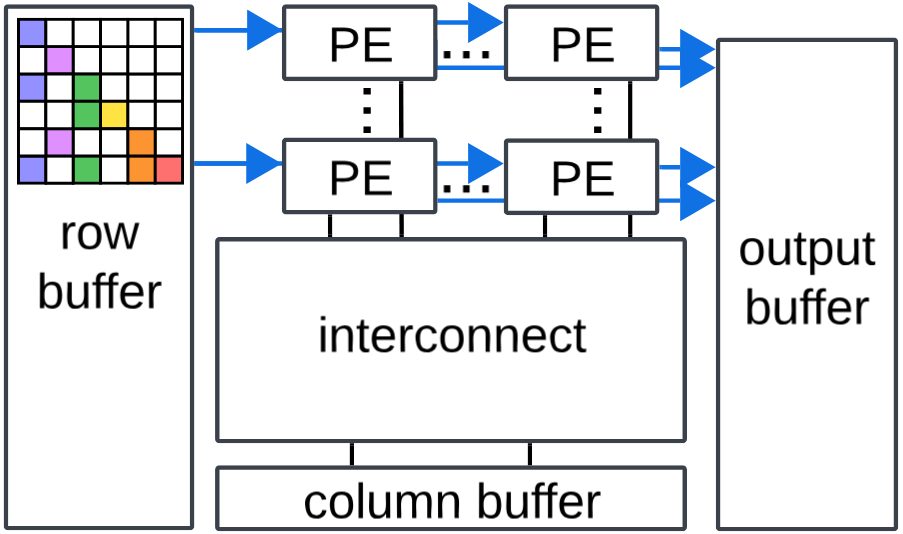 PE
PE
PE
PE
row
buffer
interconnect
output
buffer
column buffer